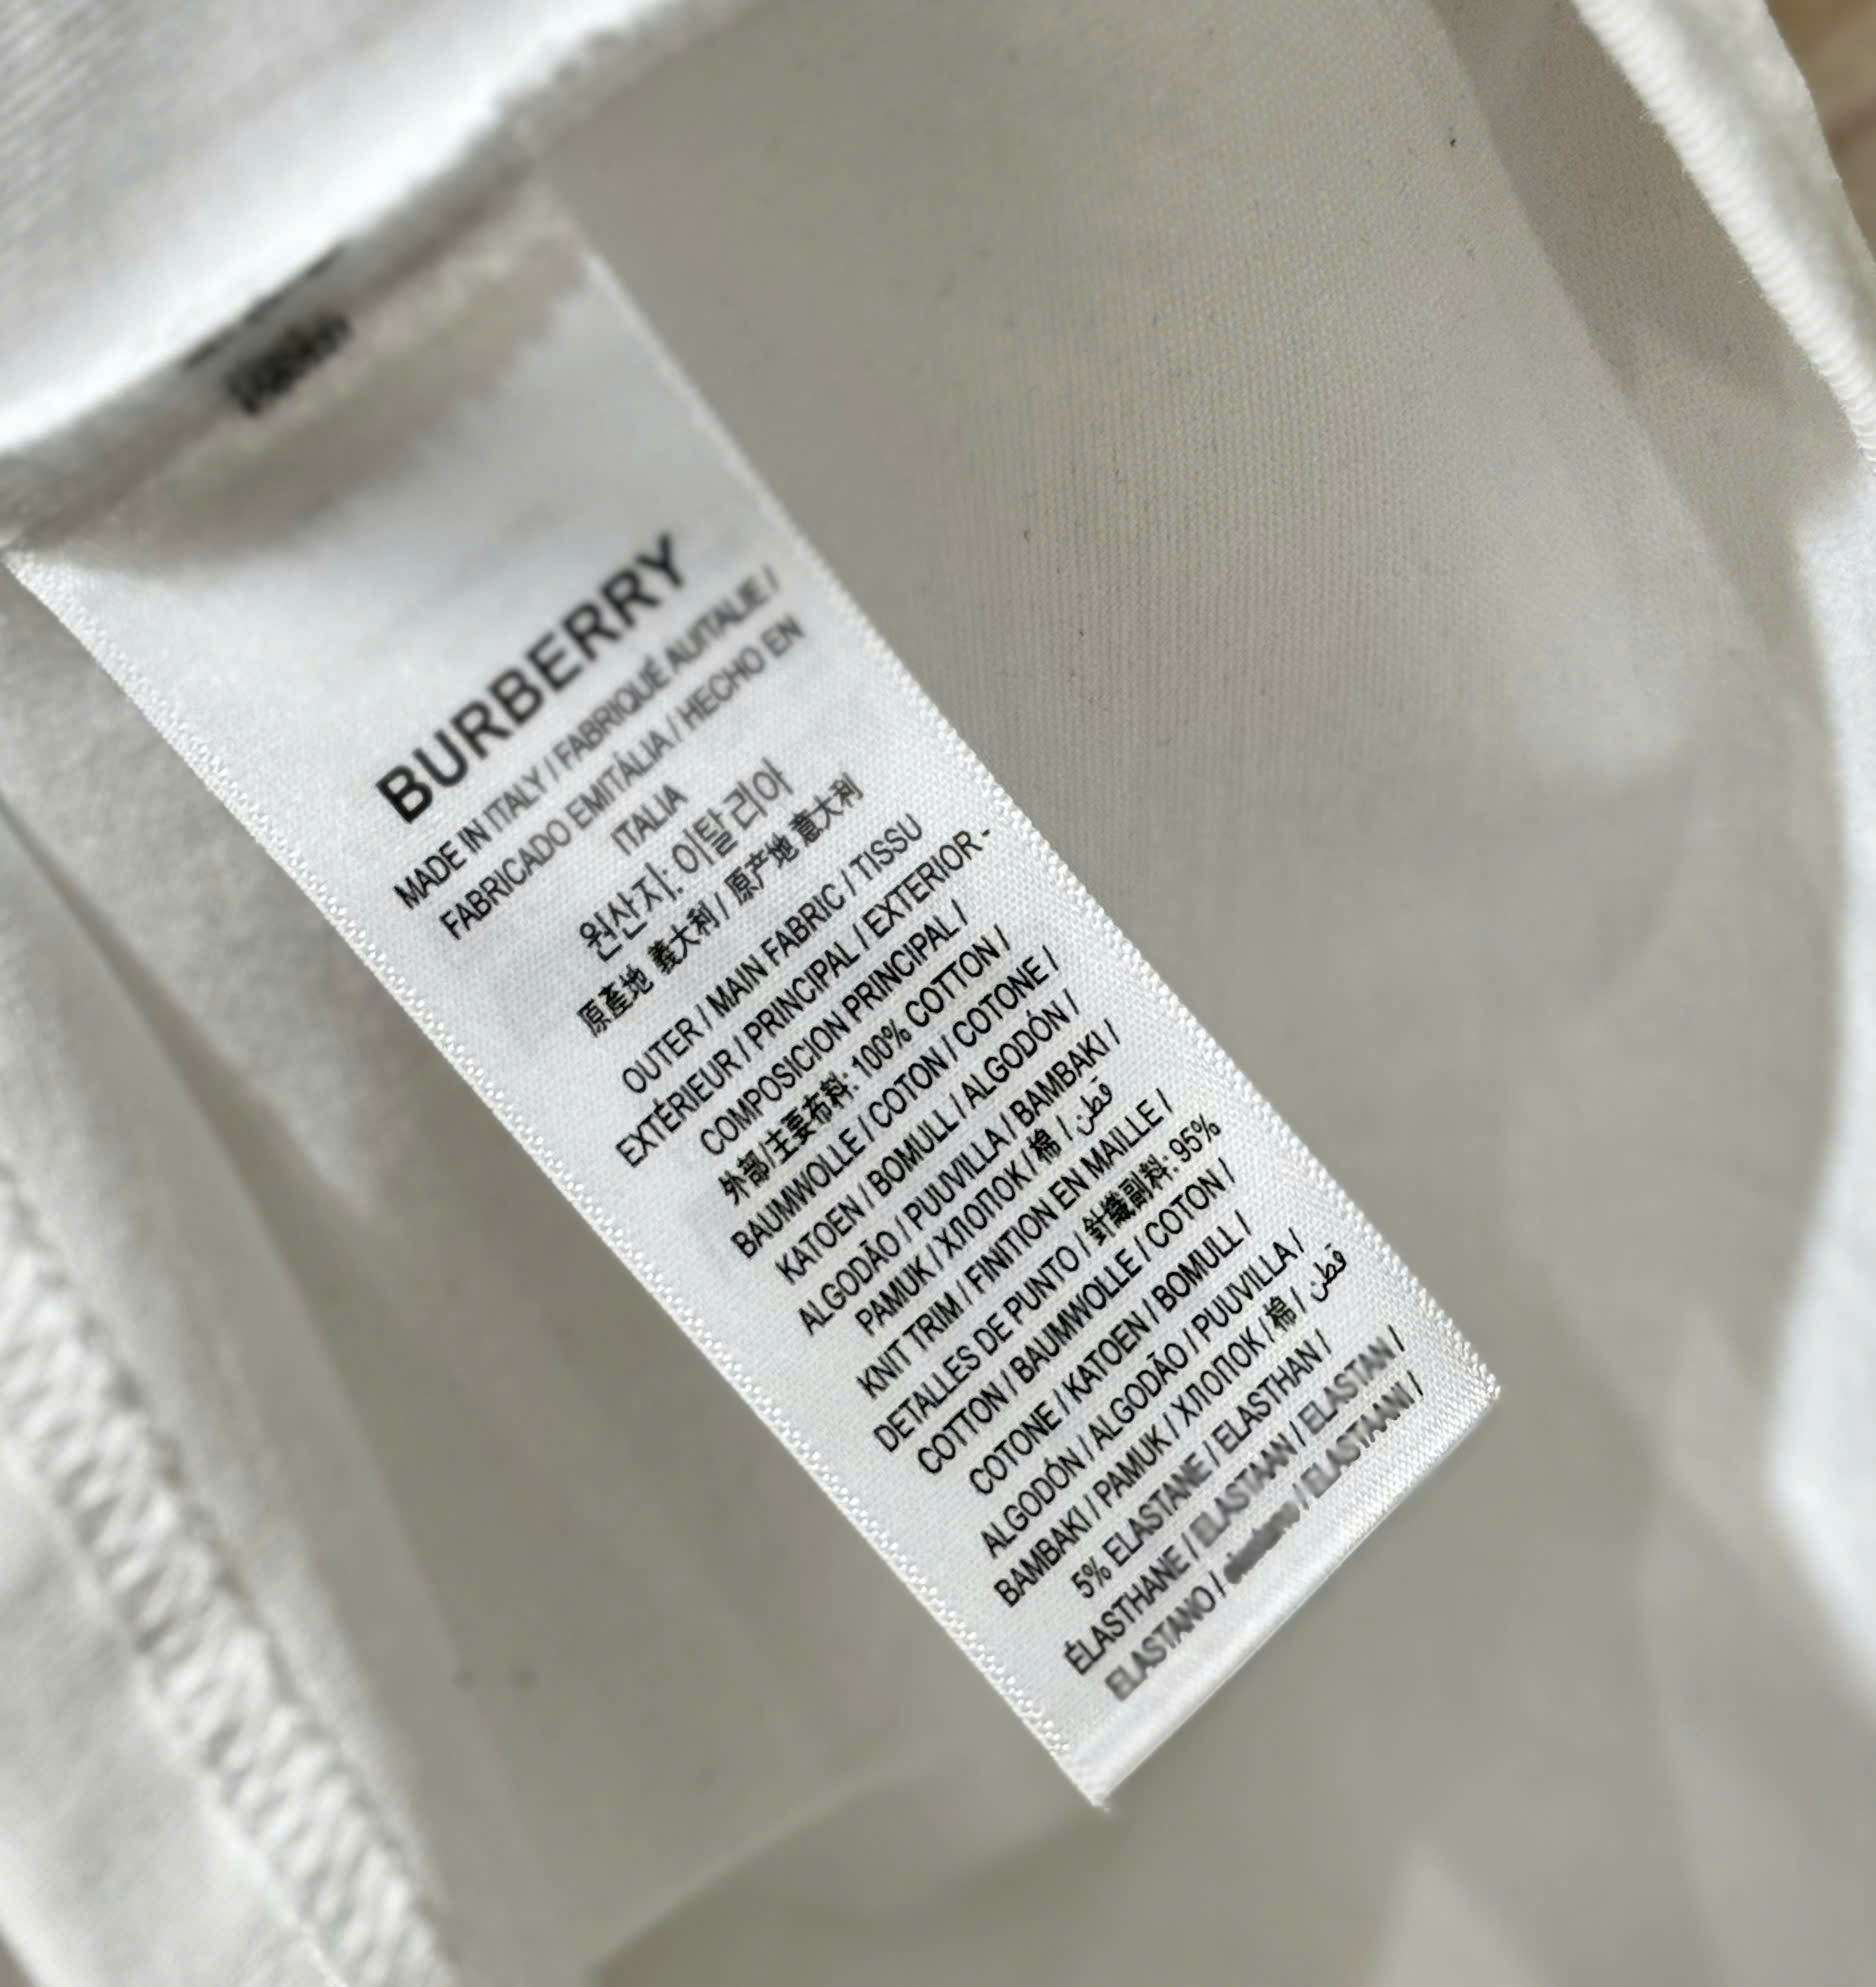 BURBERRY
MADE IN ITALY / FABRIQUÉ AUITALIE /
FABRICADO EMITÁLIA / HECHO EN
ITALIA
원산지: 이탈리아
原產地 義大利 / 原产地 意大利
OUTER / MAIN FABRIC / TISSU
EXTÉRIEUR / PRINCIPAL / EXTERIOR -
COMPOSICION PRINCIPAL /
外部/主要布料: 100% COTTON /
BAUMWOLLE / COTON / COTONE /
KATOEN / BOMULL / ALGODÓN /
ALGODÃO / PUUVILLA / BAMBAKI /
PAMUK / ХЛОПОК / 棉 / قطن
KNIT TRIM / FINITION EN MAILLE /
DETALLES DE PUNTO / 針織副料: 95%
COTTON / BAUMWOLLE / COTON /
COTONE / KATOEN / BOMULL /
ALGODÓN / ALGODÃO / PUUVILLA /
BAMBAKI / PAMUK / ХЛОПОК / 棉 / قطن
5% ELASTANE / ELASTHAN /
ÉLASTHANE / ELASTAAN / ELASTAN /
ELASTANO / / ELASTAANI /